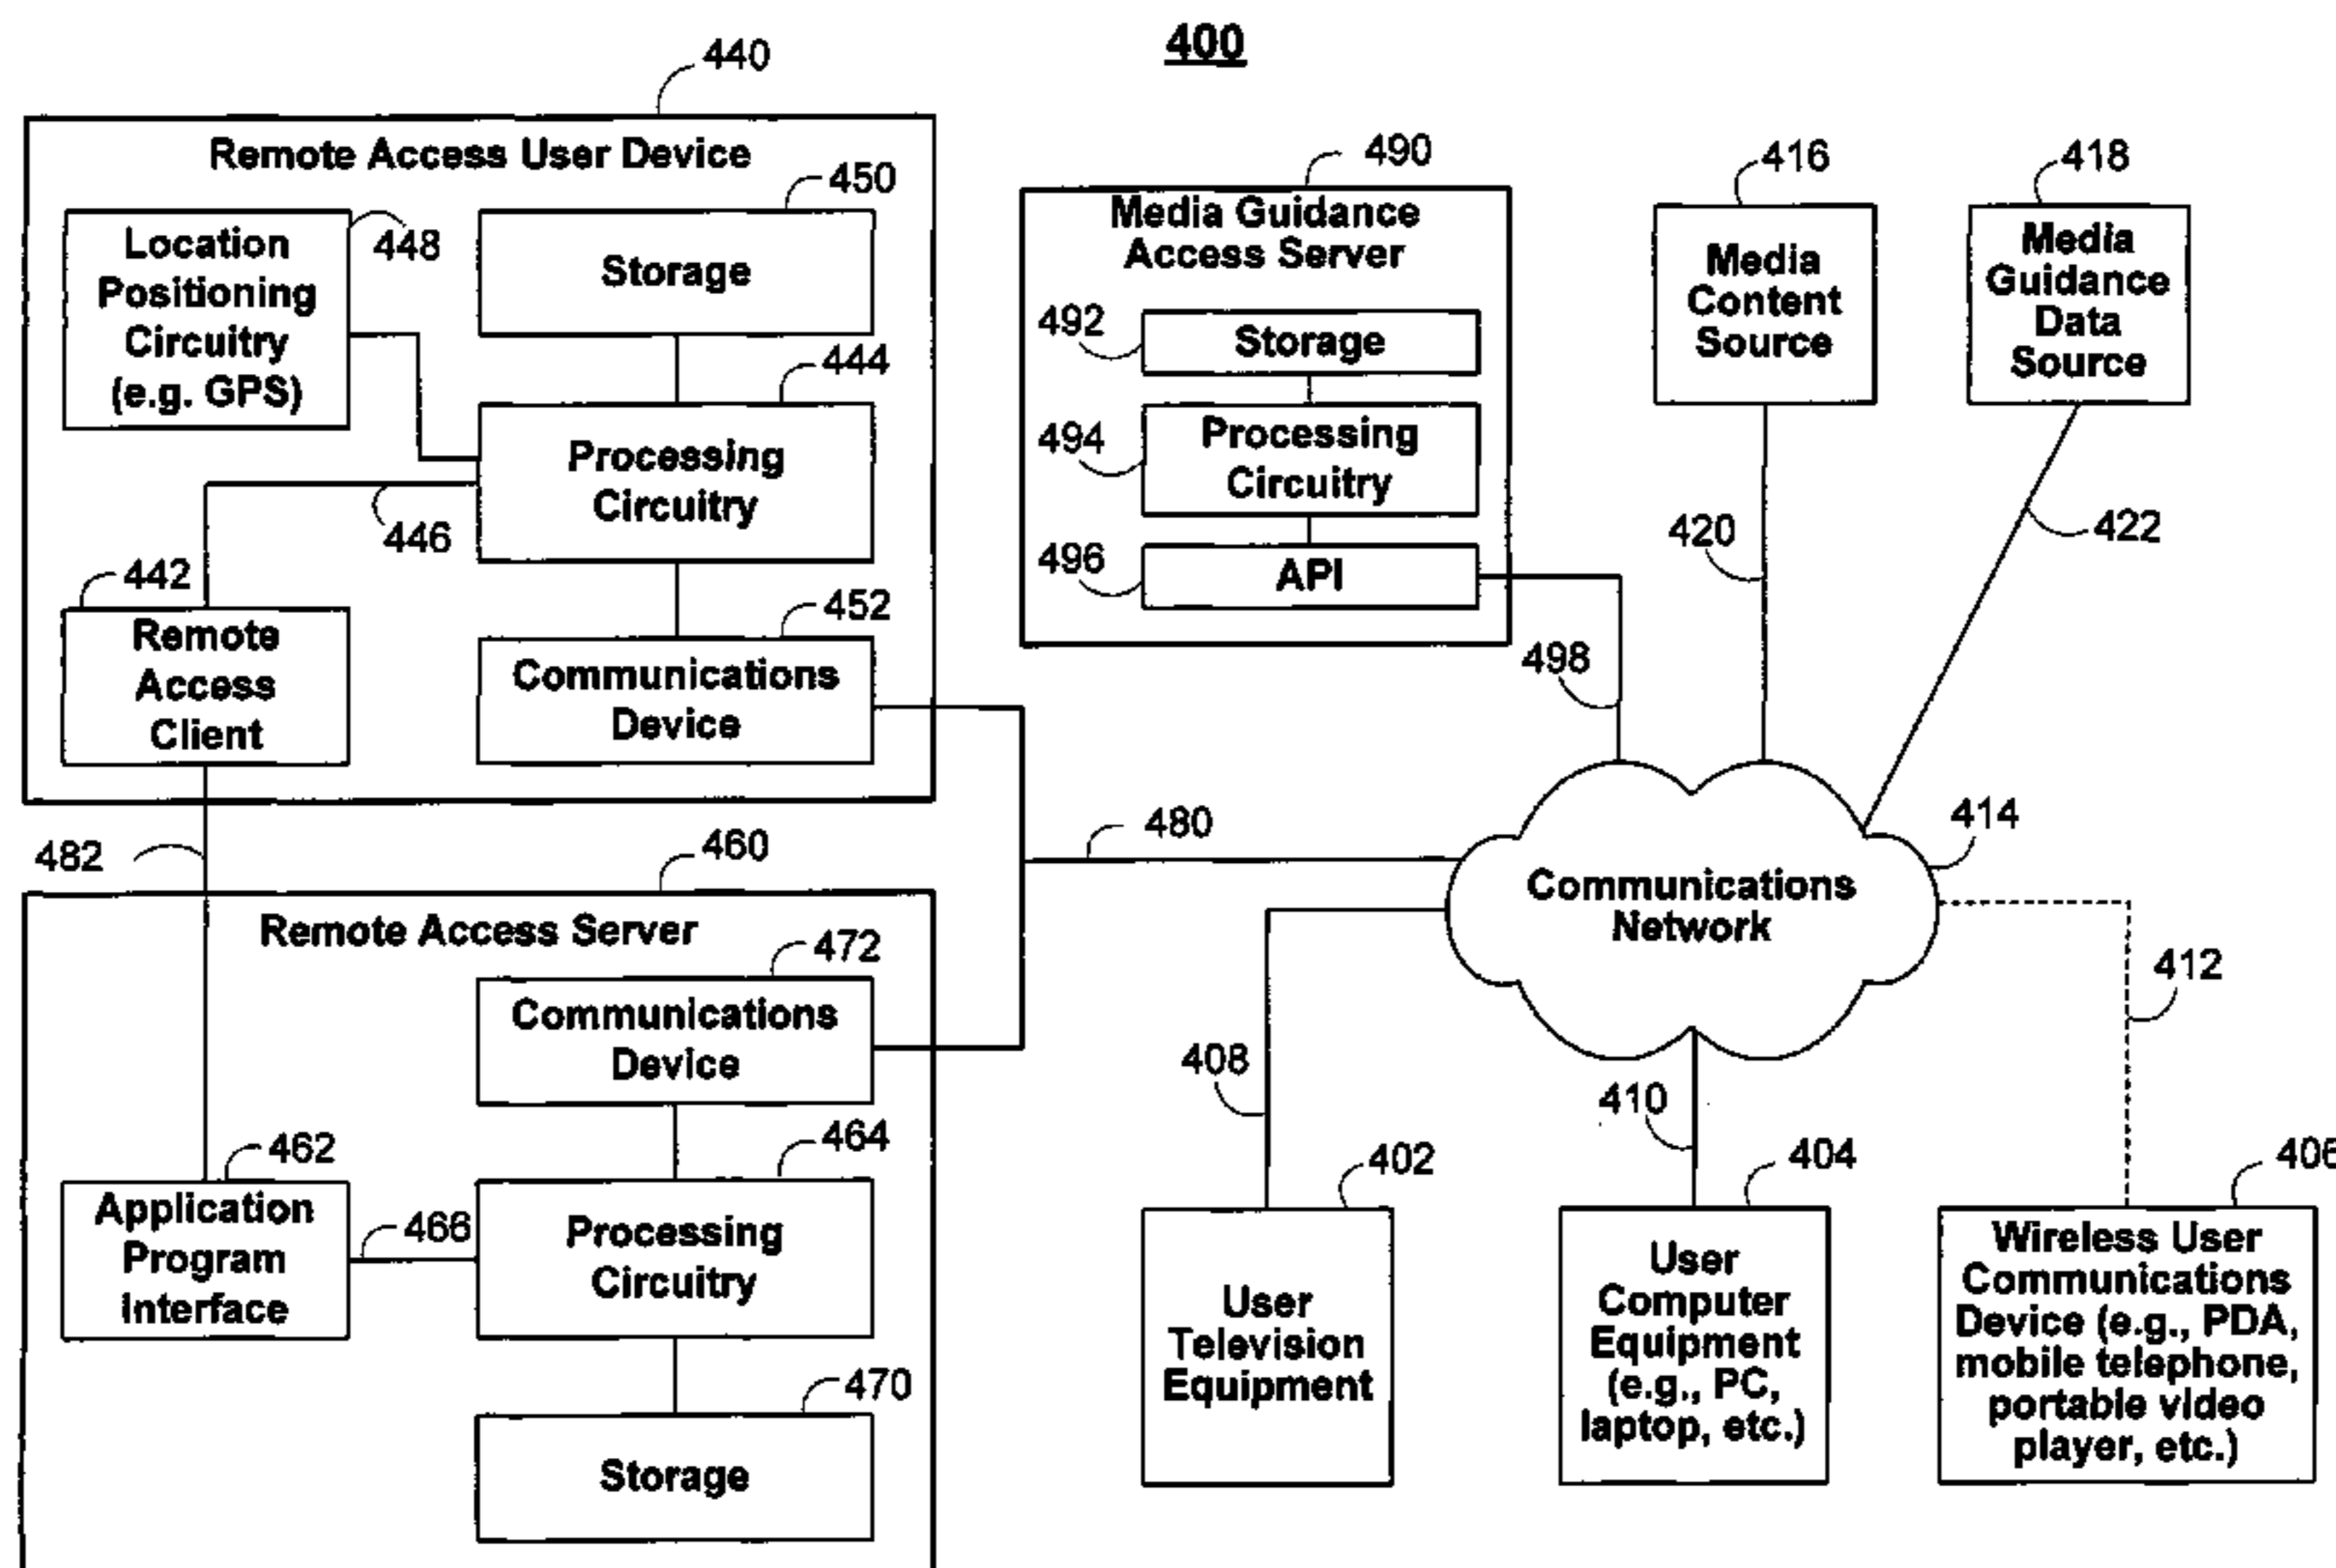 400
440
Remote Access User Device
448
Location
Positioning
Circuitry
(e.g. GPS)
450
Storage
444
Processing
Circuitry
446
442
Remote
Access
Client
452
Communications
Device
482
460
Remote Access Server
472
Communications
Device
462
Application
Program
Interface
466
464
Processing
Circuitry
470
Storage
480
490
Media Guidance
Access Server
492
Storage
494
Processing
Circuitry
496
API
498
416
Media
Content
Source
418
Media
Guidance
Data
Source
420
422
414
Communications
Network
408
410
412
402
User
Television
Equipment
404
User
Computer
Equipment
(e.g., PC,
laptop, etc.)
406
Wireless User
Communications
Device (e.g., PDA,
mobile telephone,
portable video
player, etc.)